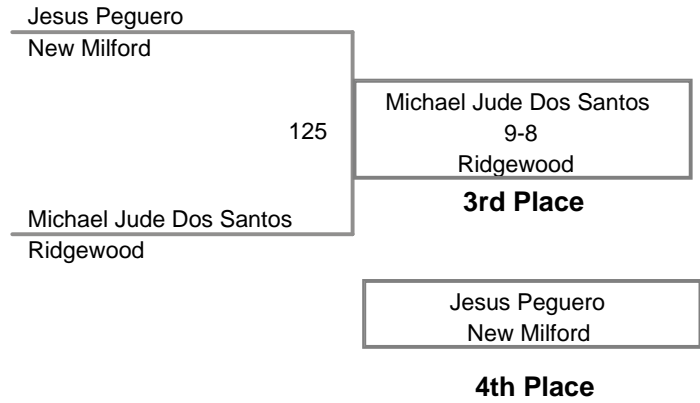 Jesus Peguero
New Milford
125
Michael Jude Dos Santos
9-8
Ridgewood
3rd Place
Michael Jude Dos Santos
Ridgewood
Jesus Peguero
New Milford
4th Place